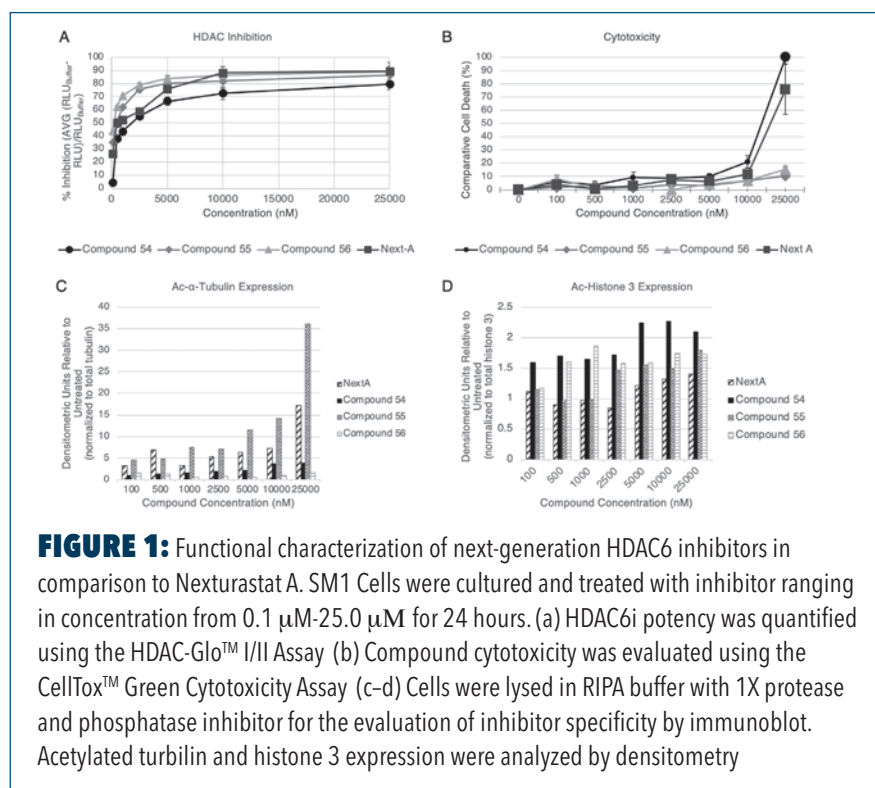 A
HDAC Inhibition
% Inhibition (AVG (RLUBuffer-
RLU)/RLUBuffer)
100
90
80
70
60
50
40
30
20
10
0
0 5000 10000 15000 20000 25000
Concentration (nM)
Compound 54 Compound 55 Compound 56 Next-A
B
Cytotoxicity
Comparative Cell Death (%)
100
90
80
70
60
50
40
30
20
10
0
0 100 500 1000 2500 5000 10000 25000
Compound Concentration (nM)
Compound 54 Compound 55 Compound 56 Next A
C
Ac-α-Tubulin Expression
Densitometric Units Relative to
Untreated
(normalized to total tubulin)
40
35
30
25
20
15
10
5
0
100 500 1000 2500 5000 10000 25000
Compound Concentration (nM)
NextA
Compound 54
Compound 55
Compound 56
D
Ac-Histone 3 Expression
Densitometric Units Relative to
Untreated
(normalized to histone 3)
2.5
2
1.5
1
0.5
0
100 500 1000 2500 5000 10000 25000
Compound Concentration (nM)
NextA
Compound 54
Compound 55
Compound 56
FIGURE 1: Functional characterization of next-generation HDAC6 inhibitors in
comparison to Nexturastat A. SM1 Cells were cultured and treated with inhibitor ranging
in concentration from 0.1 μM-25.0 μM for 24 hours. (a) HDAC6i potency was quantified
using the HDAC-Glo™ I/II Assay (b) Compound cytotoxicity was evaluated using the
CellTox™ Green Cytotoxicity Assay (c–d) Cells were lysed in RIPA buffer with 1X protease
and phosphatase inhibitor for the evaluation of inhibitor specificity by immunoblot.
Acetylated turbilin and histone 3 expression were analyzed by densitometry